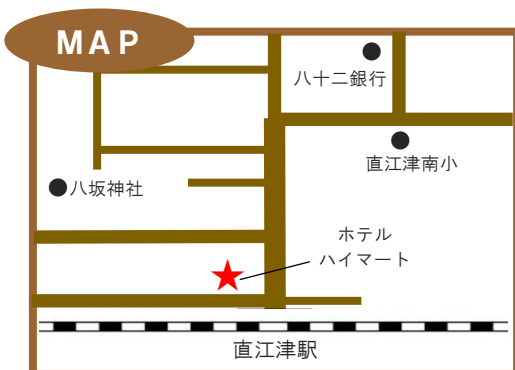 MAP
八十二銀行
直江津南小
八坂神社
ホテル
ハイマート
直江津駅